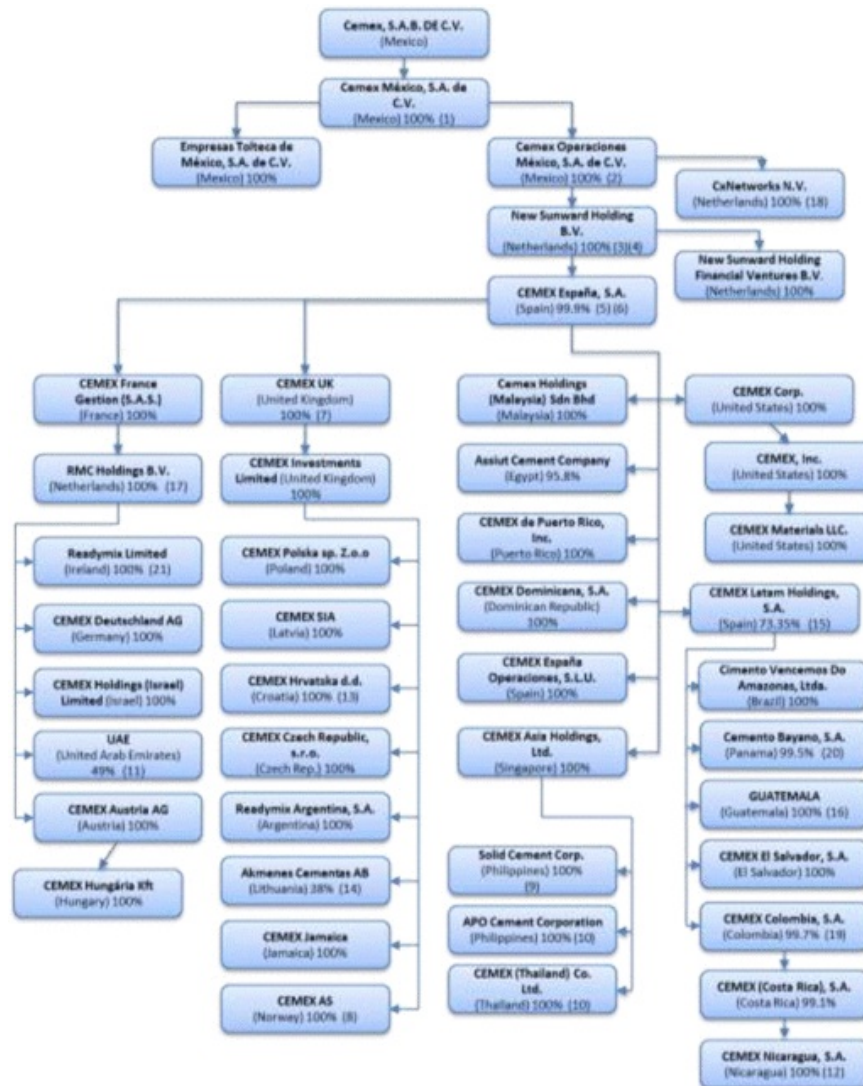 Cemex, S.A.B. DE C.V.
(Mexico)
Cemex México, S.A. de
C.V.
(Mexico) 100% (1)
Empresas Tolteca de
México, S.A. de C.V.
(Mexico) 100%
Cemex Operaciones
México, S.A. de C.V.
(Mexico) 100% (2)
CxNetworks N.V.
(Netherlands) 100% (18)
New Sunward Holding
B.V.
(Netherlands) 100% (3)(4)
New Sunward Holding
Financial Ventures B.V.
(Netherlands) 100%
CEMEX España, S.A.
(Spain) 99.9% (5) (6)
CEMEX France
Gestion (S.A.S.)
(France) 100%
RMC Holdings B.V.
(Netherlands) 100% (17)
Readymix Limited
(Ireland) 100% (21)
CEMEX Deutschland AG
(Germany) 100%
CEMEX Holdings (Israel)
Limited (Israel) 100%
UAE
(United Arab Emirates)
49% (11)
CEMEX Austria AG
(Austria) 100%
CEMEX Hungária Kft
(Hungary) 100%
CEMEX UK
(United Kingdom)
100% (7)
CEMEX Investments
Limited (United Kingdom)
100%
CEMEX Polska sp. Z.o.o
(Poland) 100%
CEMEX SIA
(Latvia) 100%
CEMEX Hrvatska d.d.
(Croatia) 100% (13)
CEMEX Czech Republic,
s.r.o.
(Czech Rep.) 100%
Readymix Argentina, S.A.
(Argentina) 100%
Akmenes Cementas AB
(Lithuania) 38% (14)
CEMEX Jamaica
(Jamaica) 100%
CEMEX AS
(Norway) 100% (8)
Cemex Holdings
(Malaysia) Sdn Bhd
(Malaysia) 100%
Assiut Cement Company
(Egypt) 95.8%
CEMEX de Puerto Rico,
Inc.
(Puerto Rico) 100%
CEMEX Dominicana, S.A.
(Dominican Republic)
100%
CEMEX España
Operaciones, S.L.U.
(Spain) 100%
CEMEX Asia Holdings,
Ltd.
(Singapore) 100%
Solid Cement Corp.
(Philippines) 100%
(9)
APO Cement Corporation
(Philippines) 100% (10)
CEMEX (Thailand) Co.
Ltd.
(Thailand) 100% (10)
CEMEX Corp.
(United States) 100%
CEMEX, Inc.
(United States) 100%
CEMEX Materials LLC.
(United States) 100%
CEMEX Latam Holdings,
S.A.
(Spain) 73.35% (15)
Cimento Vencemos Do
Amazonas, Ltda.
(Brazil) 100%
Cemento Bayano, S.A.
(Panama) 99.5% (20)
GUATEMALA
(Guatemala) 100% (16)
CEMEX El Salvador, S.A.
(El Salvador) 100%
CEMEX Colombia, S.A.
(Colombia) 99.7% (19)
CEMEX (Costa Rica), S.A.
(Costa Rica) 99.1%
CEMEX Nicaragua, S.A.
(Nicaragua) 100% (12)